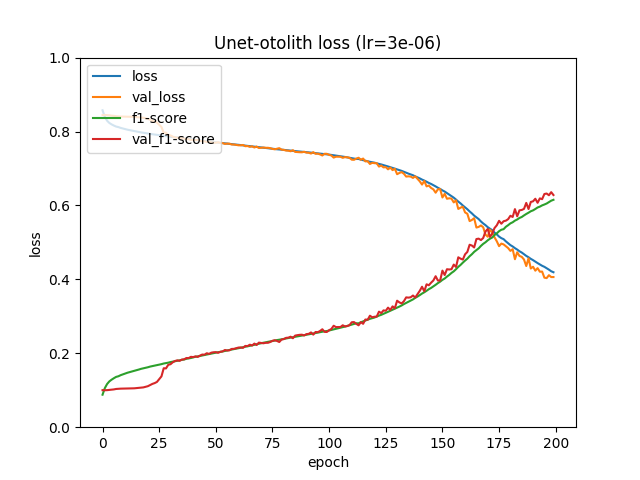 Unet-otolith loss (lr=3e-06)
1.0
0.8
0.6
0.4
0.2
0.0
loss
loss
val_loss
f1-score
val_f1-score
0 25 50 75 100 125 150 175 200
epoch